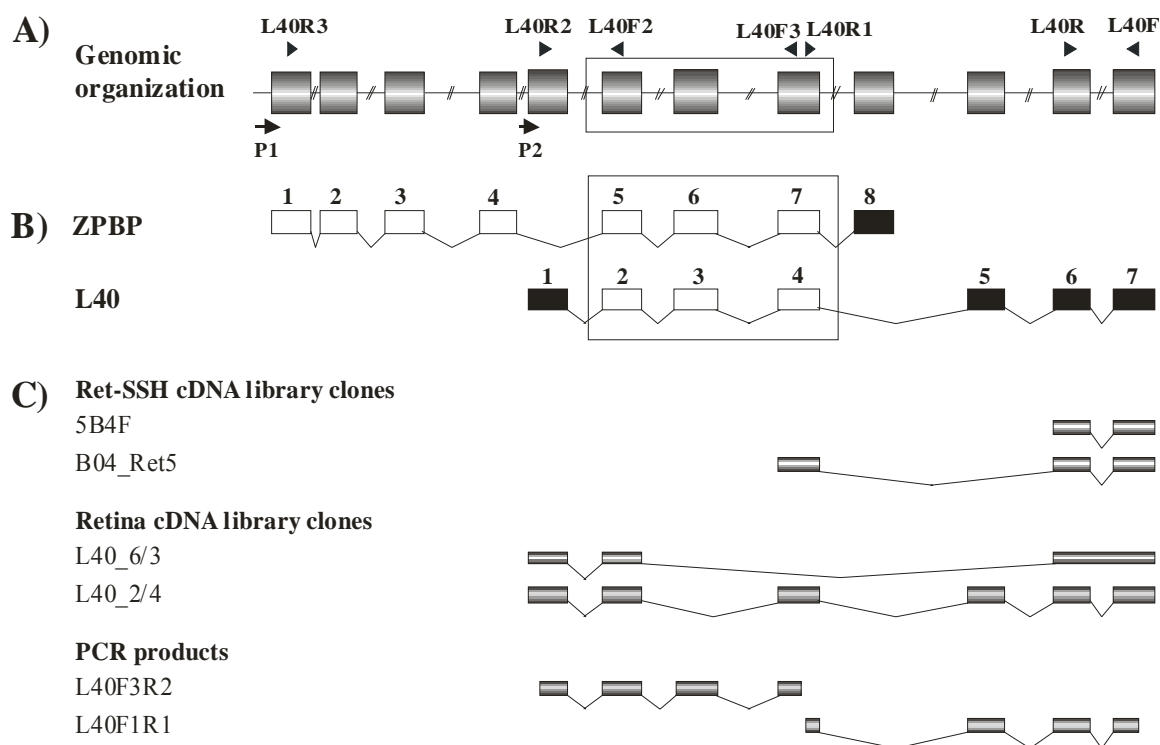 A)
Genomic
organization
L40R3
L40R2
L40F2
L40F3
L40R1
L40R
L40F
P1
P2
B)
ZPBP
1 2 3 4 5 6 7 8
L40
1 2 3 4 5 6 7
C)
Ret-SSH cDNA library clones
5B4F
B04_Ret5
Retina cDNA library clones
L40_6/3
L40_2/4
PCR products
L40F3R2
L40F1R1